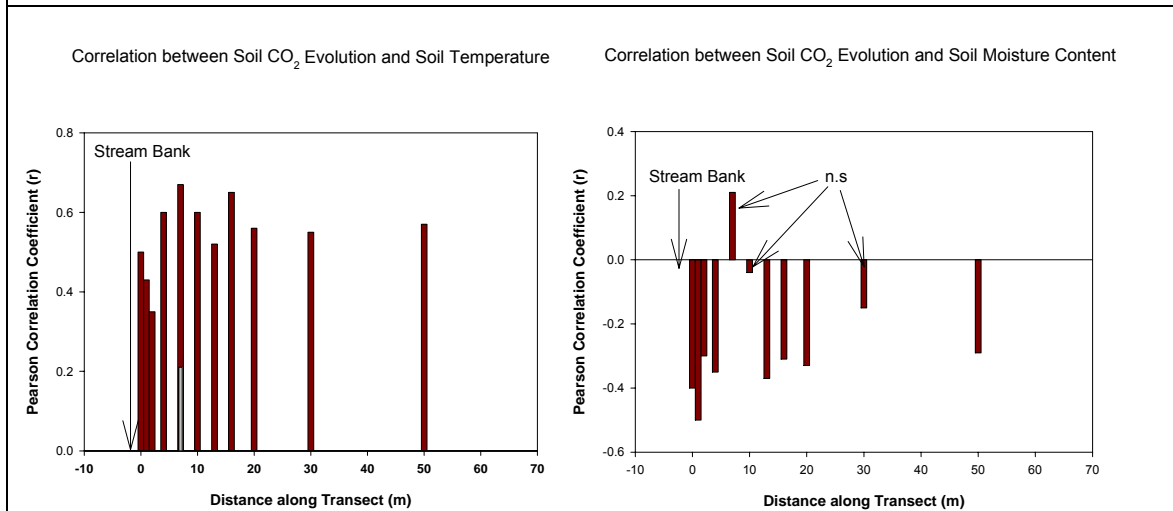 Correlation between Soil CO2 Evolution and Soil Temperature
0.8
0.6
0.4
0.2
0.0
Pearson Correlation Coefficient (r)
Stream Bank
-10 0 10 20 30 40 50 60 70
Distance along Transect (m)
Correlation between Soil CO2 Evolution and Soil Moisture Content
0.4
0.2
0.0
-0.2
-0.4
-0.6
Pearson Correlation Coefficient (r)
Stream Bank
n.s
-10 0 10 20 30 40 50 60 70
Distance along Transect (m)